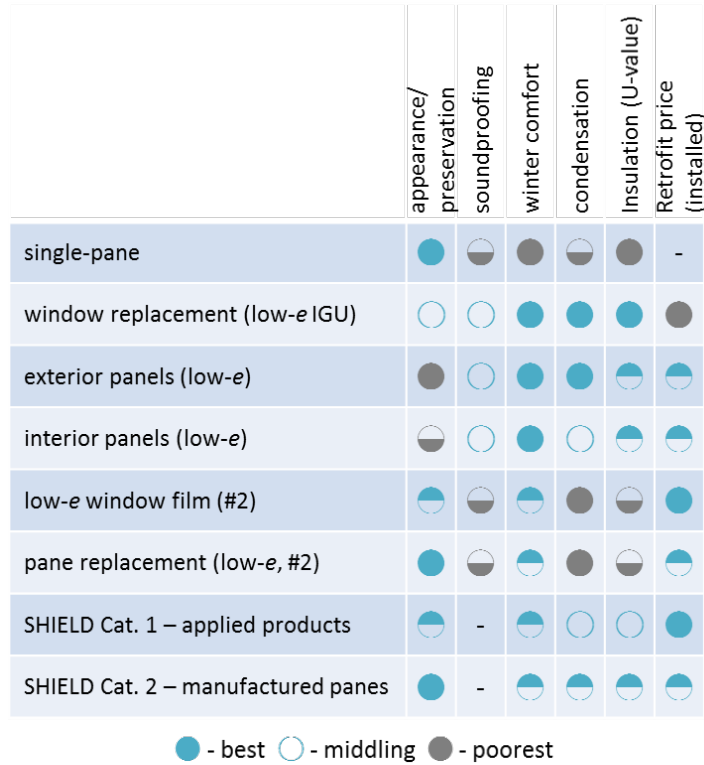 appearance/
preservation
soundproofing
winter comfort
condensation
Insulation (U-value)
Retrofit price
(installed)
single-pane
-
window replacement (low-e IGU)
exterior panels (low-e)
interior panels (low-e)
low-e window film (#2)
pane replacement (low-e, #2)
SHIELD Cat. 1 – applied products
-
SHIELD Cat. 2 – manufactured panes
-
- best - middling - poorest